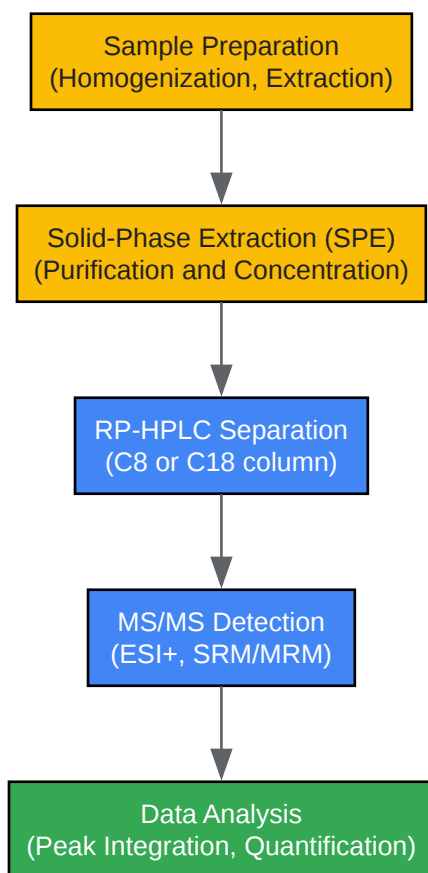 Sample Preparation
(Homogenization, Extraction)
Solid-Phase Extraction (SPE)
(Purification and Concentration)
RP-HPLC Separation
(C8 or C18 column)
MS/MS Detection
(ESI+, SRM/MRM)
Data Analysis
(Peak Integration, Quantification)